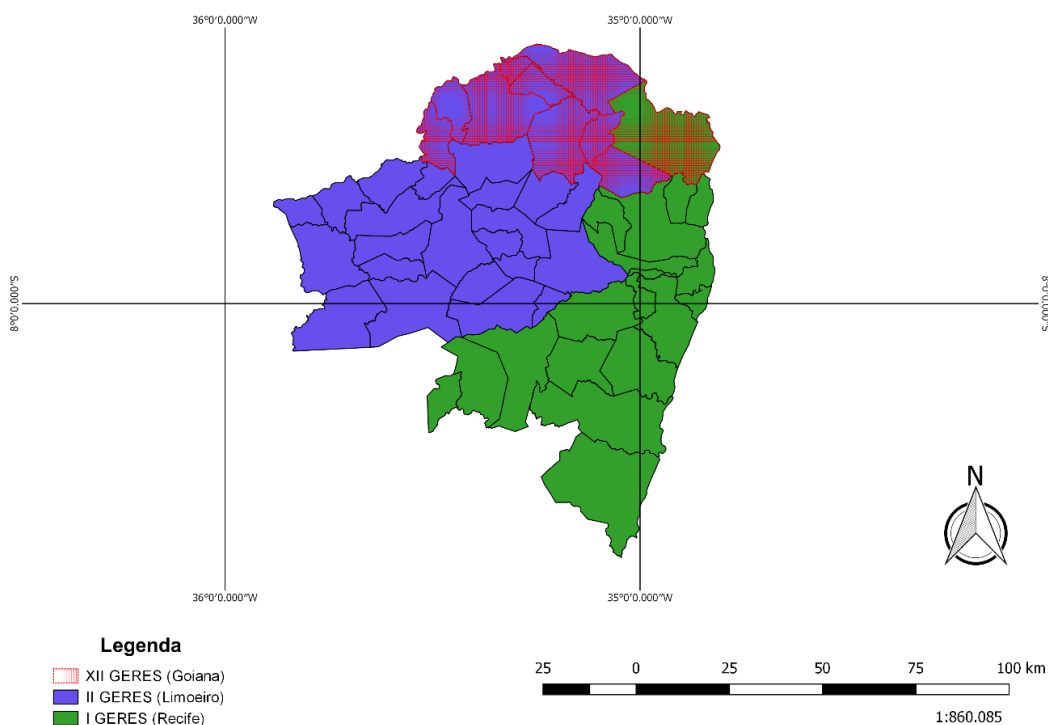 36°0'0.000"W
35°0'0.000"W
8°0'0.000"S
8°0'0.000"S
36°0'0.000"W
35°0'0.000"W
N
Legenda
XII GERES (Goiana)
II GERES (Limoeiro)
I GERES (Recife)
25 0 25 50 75 100 km
1:860.085